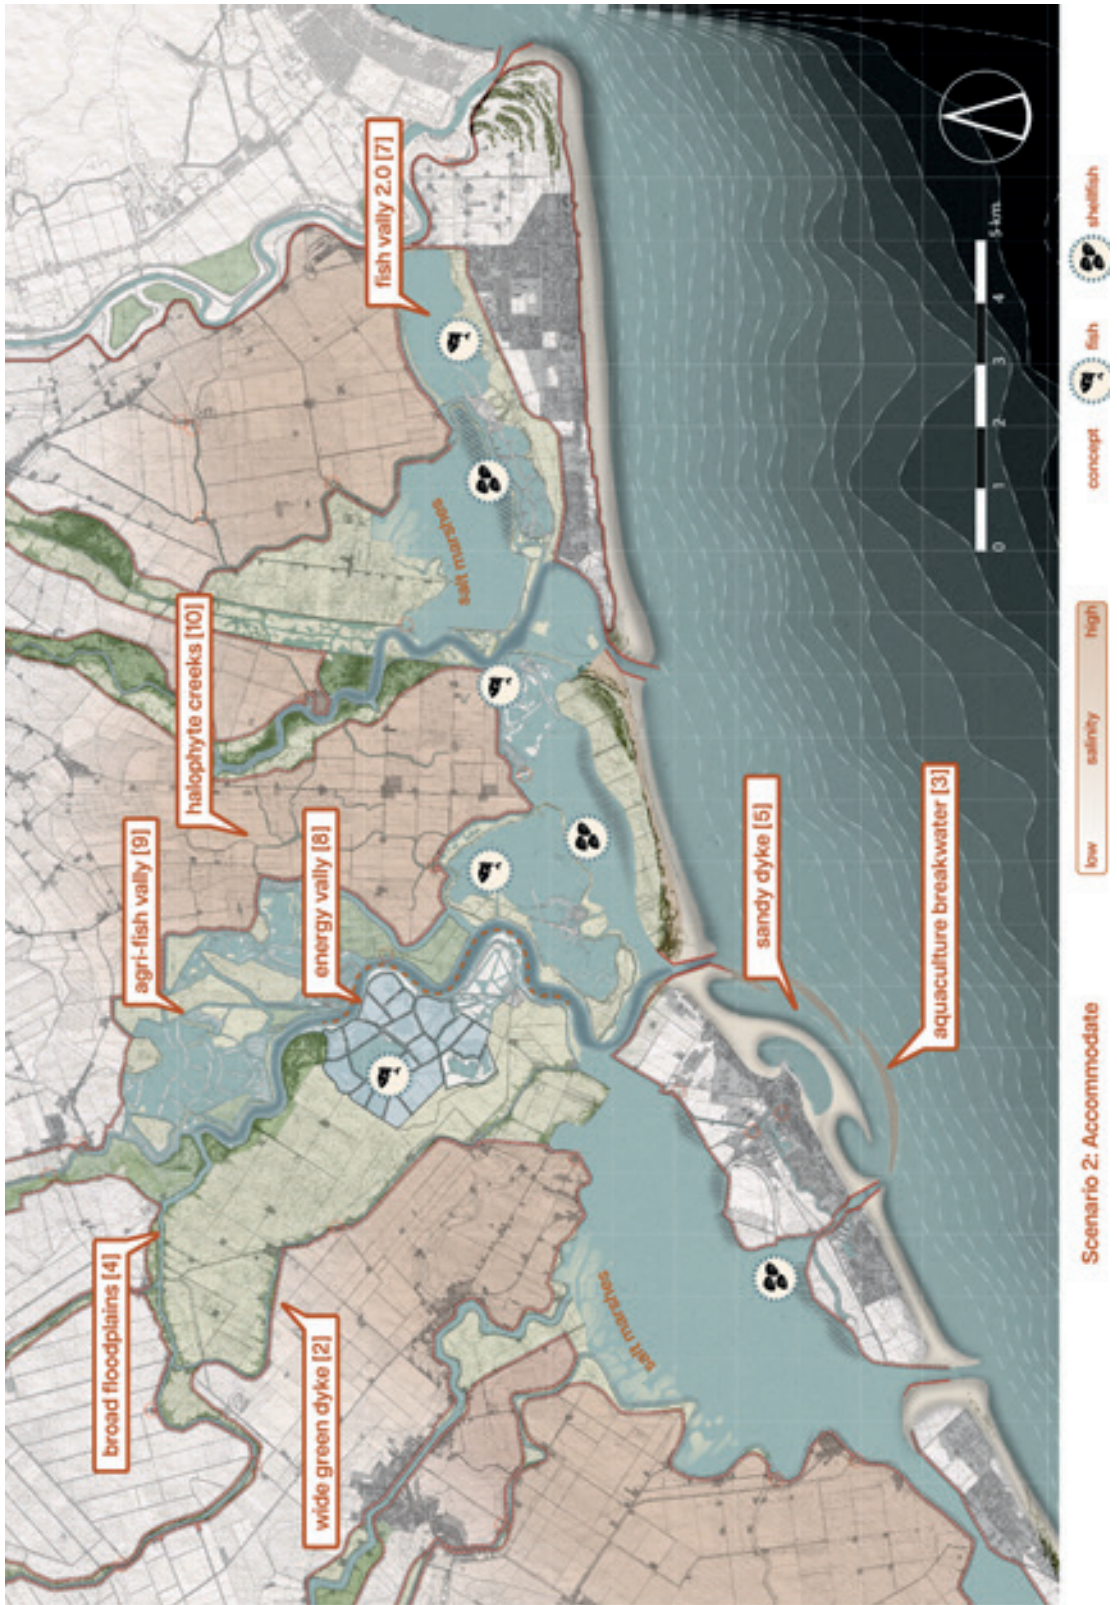 broad floodplains [4]
agri-fish vally [9]
halophyte creeks [10]
fish vally 2.0 [7]
wide green dyke [2]
energy vally [8]
salt marshes
salt marshes
sandy dyke [5]
aquaculture breakwater [3]
0 1 2 3 4 5 km
Scenario 2: Accommodate
low salinity high
concept
fish
shellfish